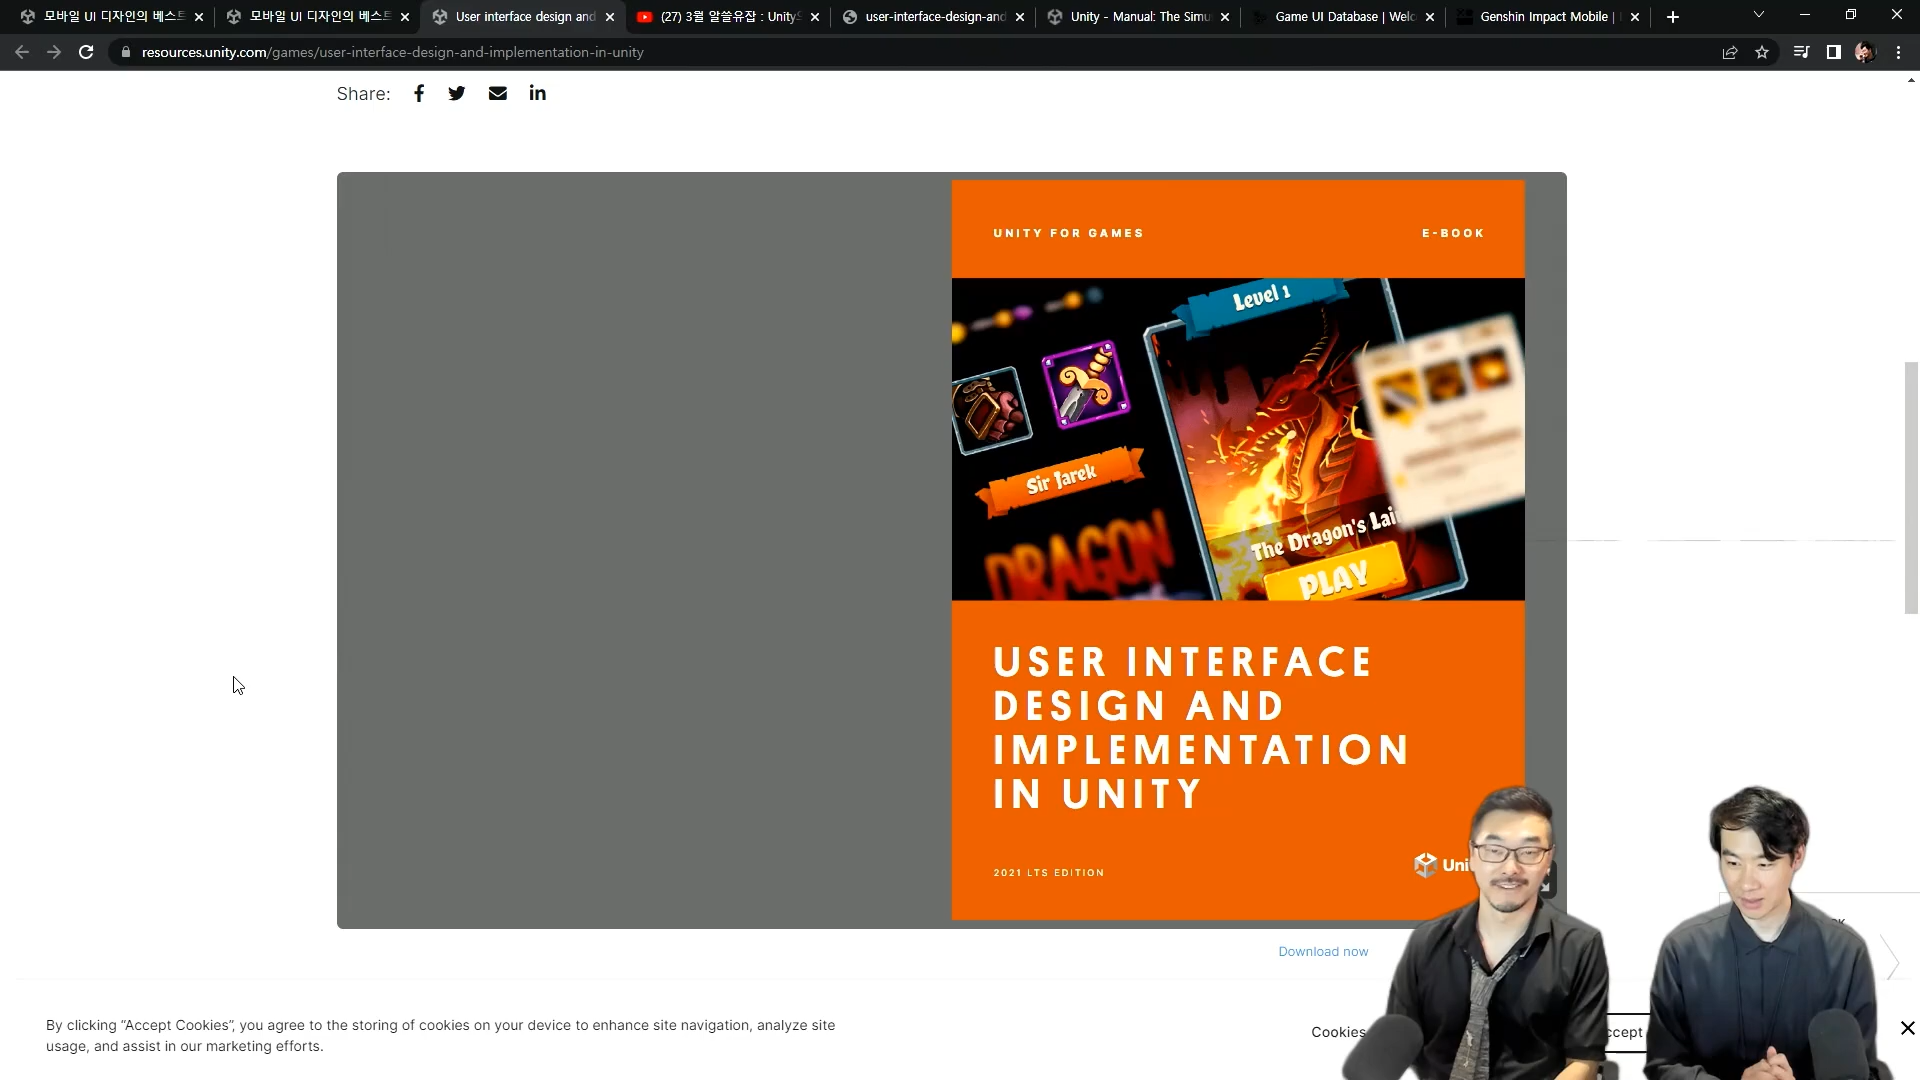 모바일 UI 디자인의 베스트
모바일 UI 디자인의 베스트
User interface design and
(27) 3월 알쓸유잡 : UnityS
user-interface-design-and
Unity - Manual: The Simu
Game UI Database | Welc
Genshin Impact Mobile |
resources.unity.com/games/user-interface-design-and-implementation-in-unity
Share:
UNITY FOR GAMES
E-BOOK
Level 1
Sir Jarek
DRAGON
The Dragon's Lair
PLAY
USER INTERFACE
DESIGN AND
IMPLEMENTATION
IN UNITY
2021 LTS EDITION
Uni
Download now
By clicking “Accept Cookies”, you agree to the storing of cookies on your device to enhance site navigation, analyze site
usage, and assist in our marketing efforts.
Cookies
ccept